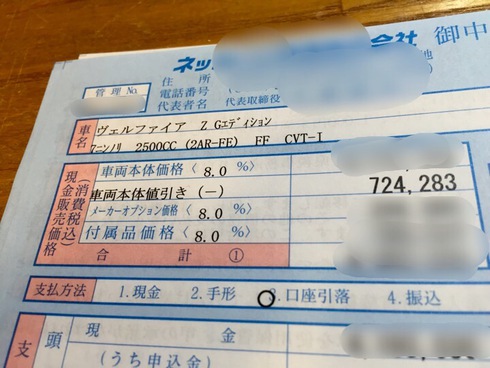 ネッ 会社 御中
管理No.
住所
電話番号
代表者名 代表取締役
車名 ヴェルファイア Z Gエディション
7ニンノリ 2500CC (2AR-FF) FF CVT-I
現金販売価格(消費税込)
車両本体価格〈8.0%〉
車両本体値引き(−) 724,283
メーカーオプション価格〈8.0%〉
付属品価格〈8.0%〉
合計 ①
支払方法 1.現金 2.手形 3.口座引落 4.振込
支 頭 現金
(うち申込金)